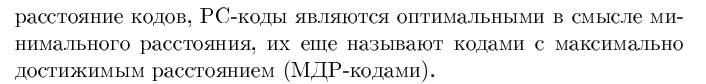 расстояние кодов, РС-коды являются оптимальными в смысле ми-
нимального расстояния, их еще называют кодами с максимально
достижимым расстоянием (МДР-кодами).